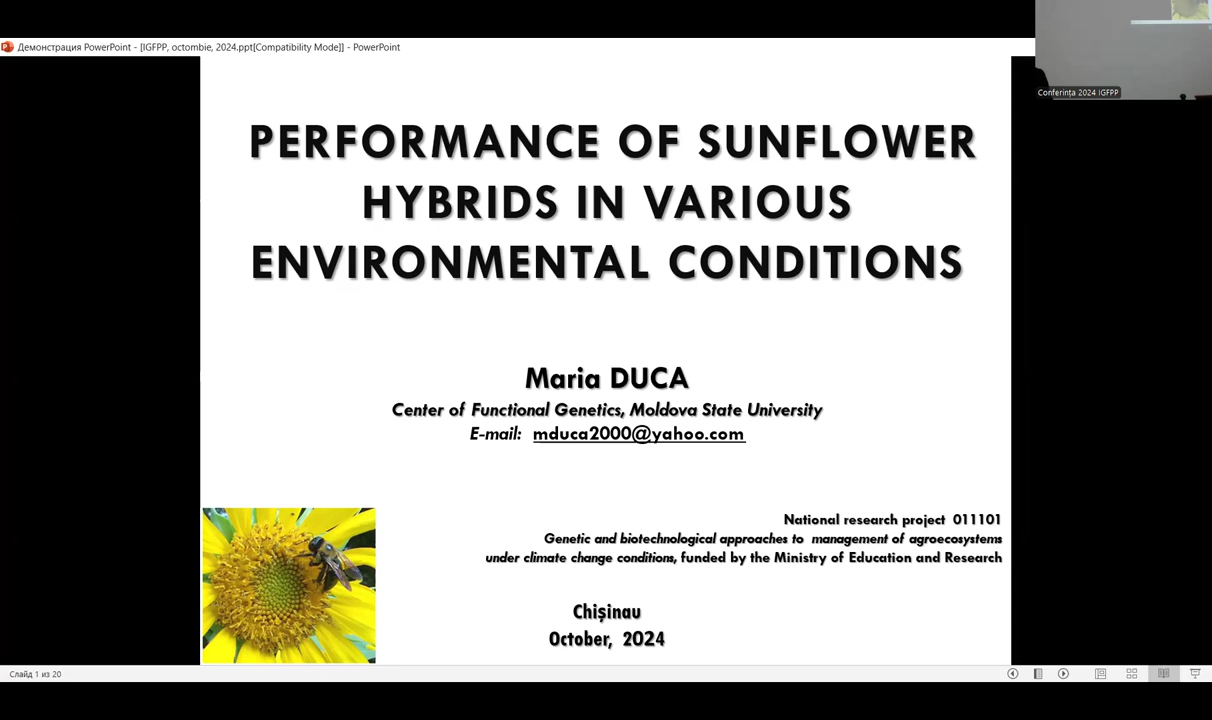 Демонстрация PowerPoint - [IGFPP, octombie, 2024.ppt[Compatibility Mode]] - PowerPoint
Conferința 2024 IGFPP
PERFORMANCE OF SUNFLOWER
HYBRIDS IN VARIOUS
ENVIRONMENTAL CONDITIONS
Maria DUCA
Center of Functional Genetics, Moldova State University
E-mail: mduca2000@yahoo.com
National research project 011101
Genetic and biotechnological approaches to management of agroecosystems
under climate change conditions, funded by the Ministry of Education and Research
Chișinau
October, 2024
Слайд 1 из 20